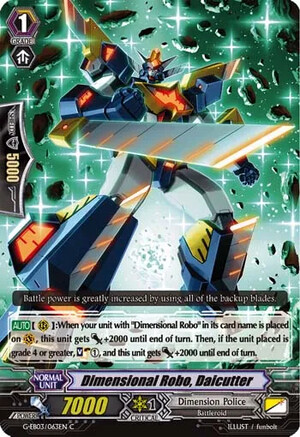 1
GRADE
SHIELD
5000
Battle power is greatly increased by using all of the backup blades.
AUTO : When your unit with "Dimensional Robo" in its card name is placed
on , this unit gets +2000 until end of turn. Then, if the unit placed is
grade 4 or greater, (1), and this unit gets +2000 until end of turn.
NORMAL UNIT
Dimensional Robo, Daicutter
POWER
7000
1
CRITICAL
Dimension Police
Battleroid
G-EB03/063EN C
ILLUST / funbolt